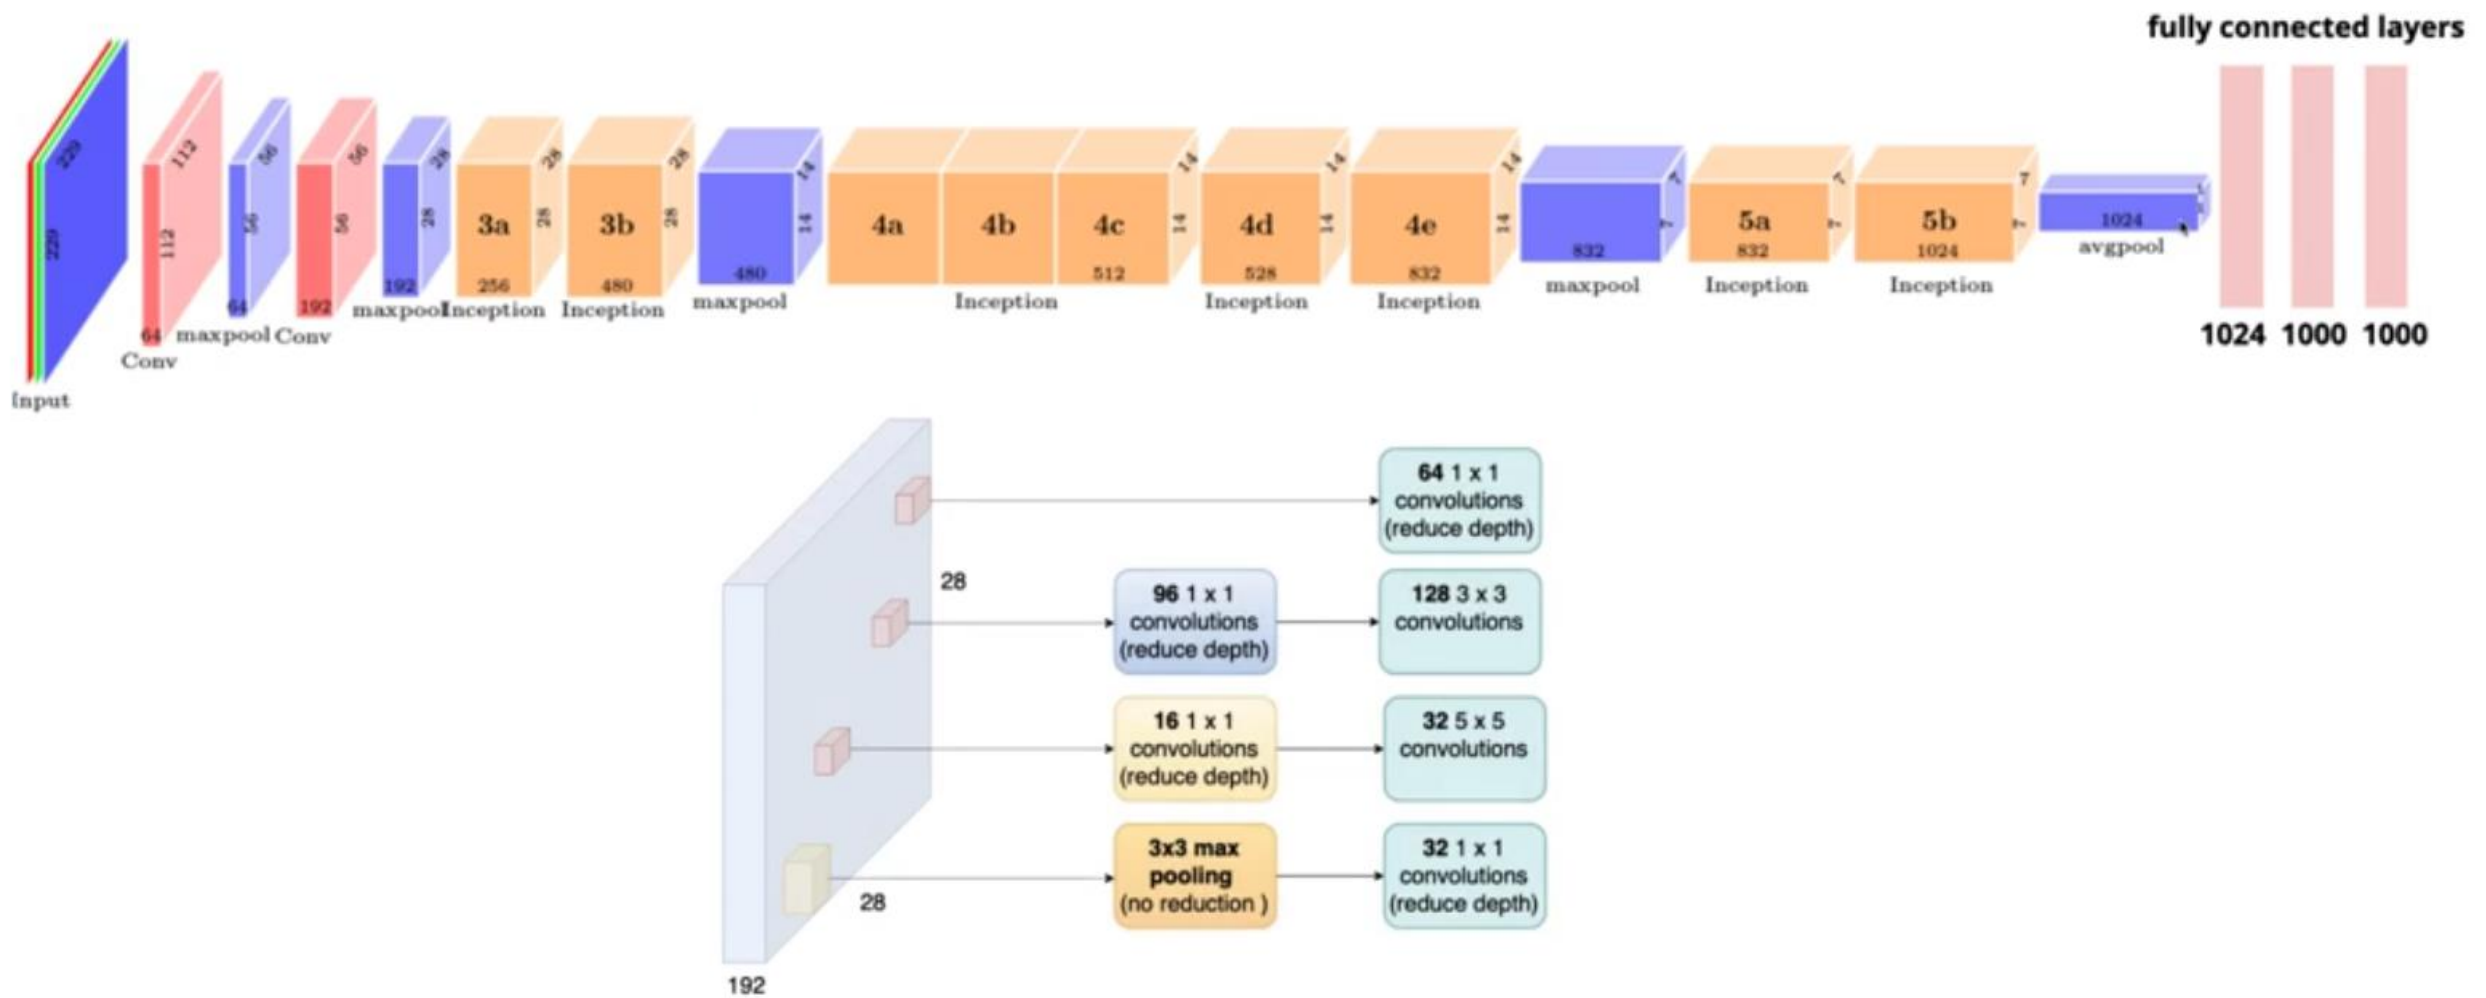 fully connected layers
229
229
Input
112
112
64
Conv
56
56
64
maxpool
56
56
192
Conv
28
28
192
maxpool
28
28
3a
256
Inception
28
28
3b
480
Inception
14
14
480
maxpool
4a
4b
4c
14
14
512
Inception
4d
14
14
528
Inception
4e
14
14
832
Inception
7
7
832
maxpool
5a
7
7
832
Inception
5b
7
7
1024
Inception
1024
avgpool
1024 1000 1000
64 1 x 1
convolutions
(reduce depth)
28
96 1 x 1
convolutions
(reduce depth)
128 3 x 3
convolutions
16 1 x 1
convolutions
(reduce depth)
32 5 x 5
convolutions
3x3 max
pooling
(no reduction )
32 1 x 1
convolutions
(reduce depth)
28
192